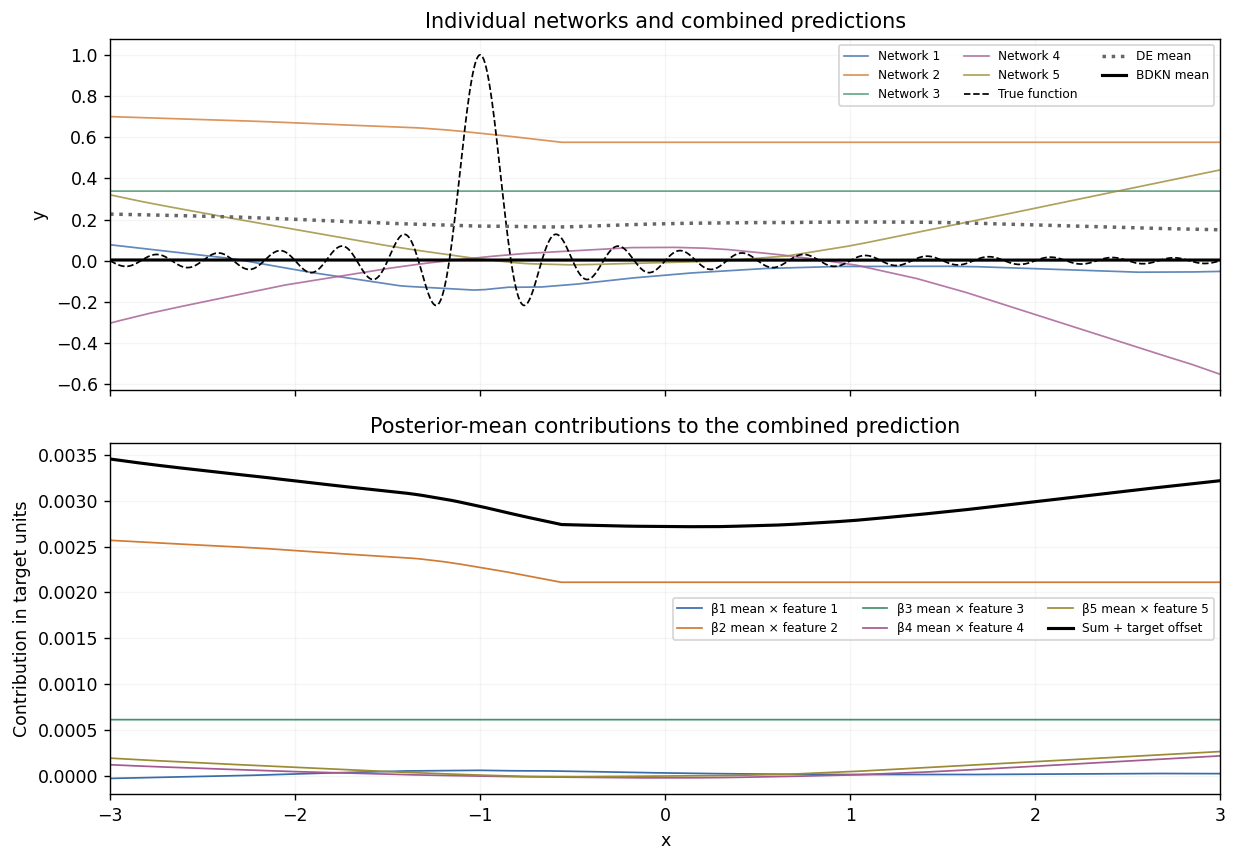 Individual networks and combined predictions
1.0
0.8
0.6
0.4
0.2
0.0
−0.2
−0.4
−0.6
y
Network 1
Network 2
Network 3
Network 4
Network 5
True function
DE mean
BDKN mean
Posterior-mean contributions to the combined prediction
0.0035
0.0030
0.0025
0.0020
0.0015
0.0010
0.0005
0.0000
Contribution in target units
β1 mean × feature 1
β2 mean × feature 2
β3 mean × feature 3
β4 mean × feature 4
β5 mean × feature 5
Sum + target offset
−3
−2
−1
0
1
2
3
x